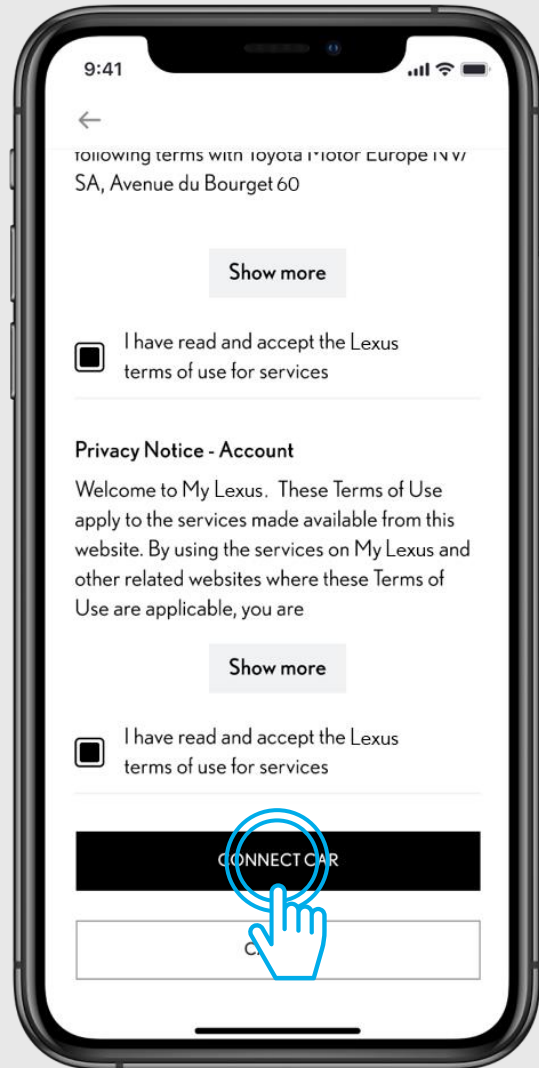 9:41
following terms with Toyota Motor Europe NV/
SA, Avenue du Bourget 60
Show more
I have read and accept the Lexus
terms of use for services
Privacy Notice - Account
Welcome to My Lexus. These Terms of Use
apply to the services made available from this
website. By using the services on My Lexus and
other related websites where these Terms of
Use are applicable, you are
Show more
I have read and accept the Lexus
terms of use for services
CONNECT CAR